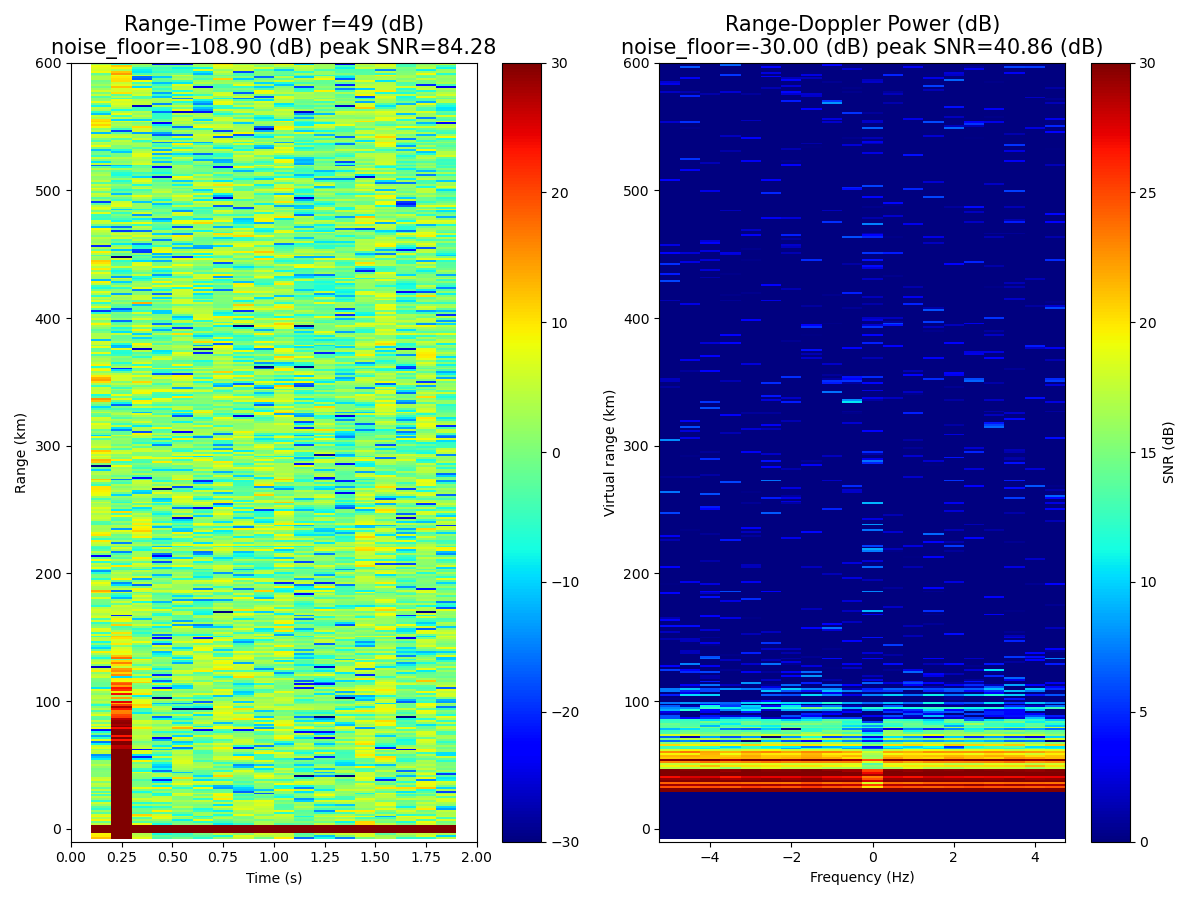 Range-Time Power f=49 (dB)
noise_floor=-108.90 (dB) peak SNR=84.28
600
500
400
300
200
100
0
Range (km)
0.00 0.25 0.50 0.75 1.00 1.25 1.50 1.75 2.00
Time (s)
30
20
10
0
−10
−20
−30
Range-Doppler Power (dB)
noise_floor=-30.00 (dB) peak SNR=40.86 (dB)
600
500
400
300
200
100
0
Virtual range (km)
−4 −2 0 2 4
Frequency (Hz)
30
25
20
15
10
5
0
SNR (dB)